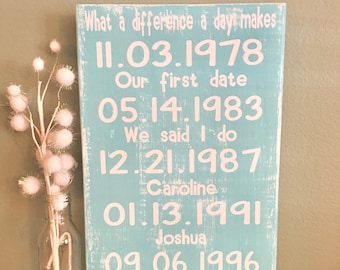 What a difference a day makes
11.03.1978
Our first date
05.14.1983
We said I do
12.21.1987
Caroline
01.13.1991
Joshua
09.06.1996